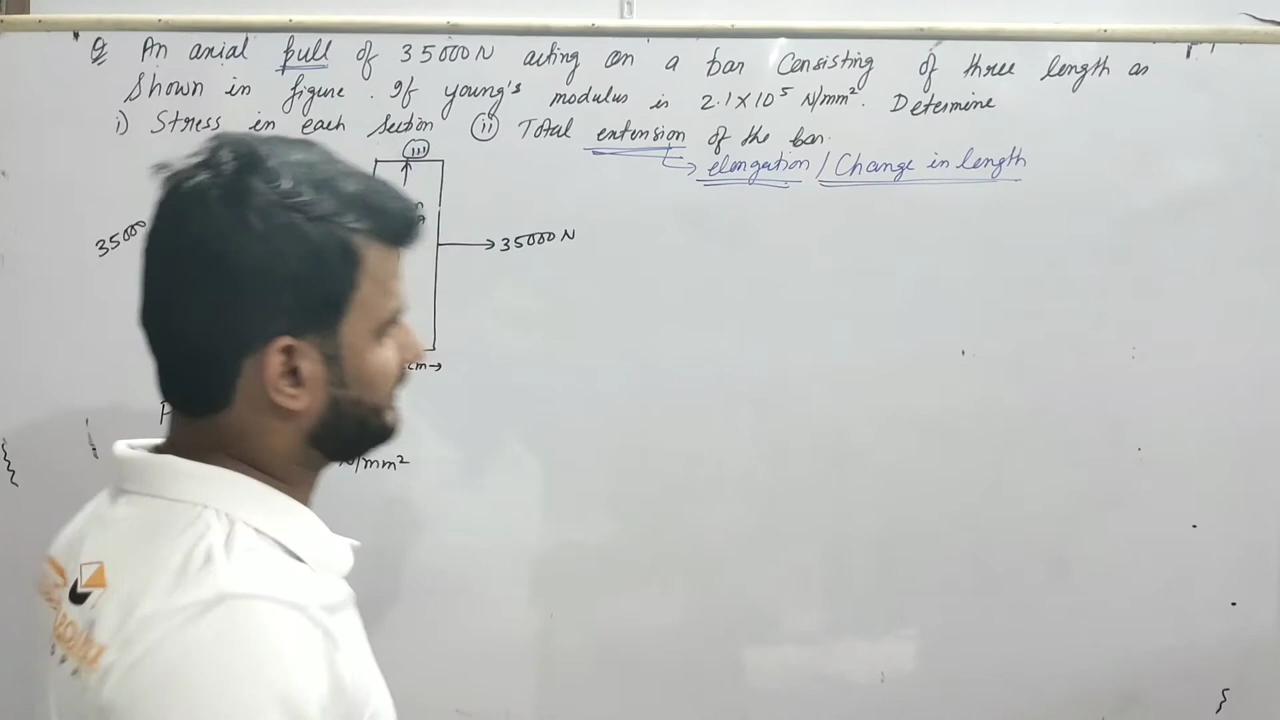 Q An axial pull of 35000N acting on a bar Consisting of three length as
Shown in figure. If young's modulus is 2.1×10⁵ N/mm². Determine
i) Stress in each Section (ii) Total extension of the bar.
elongation / Change in length
(III)
35000
35000 N
cm
P
N/mm²